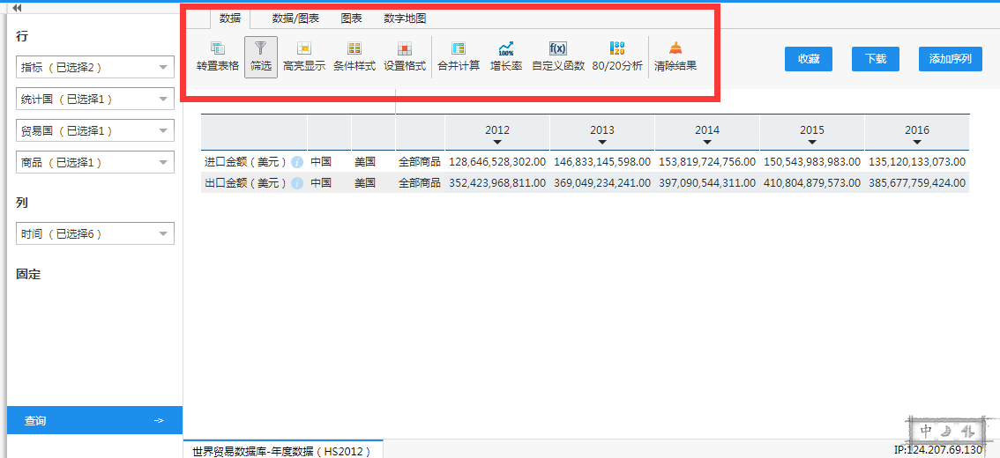 数据 数据/图表 图表 数字地图
行
转置表格 筛选 高亮显示 条件样式 设置格式 合并计算 100% 增长率 f(x) 自定义函数 80 20 80/20分析 清除结果
收藏 下载 添加序列
指标 （已选择2）
统计国 （已选择1）
贸易国 （已选择1）
商品 （已选择1）
列
时间 （已选择6）
固定
查询
2012 2013 2014 2015 2016
进口金额（美元） i 中国 美国 全部商品 128,646,528,302.00 146,833,145,598.00 153,819,724,756.00 150,543,983,983.00 135,120,133,073.00
出口金额（美元） i 中国 美国 全部商品 352,423,968,811.00 369,049,234,241.00 397,090,544,311.00 410,804,879,573.00 385,677,759,424.00
中
世界贸易数据库-年度数据（HS2012）
IP:124.207.69.130